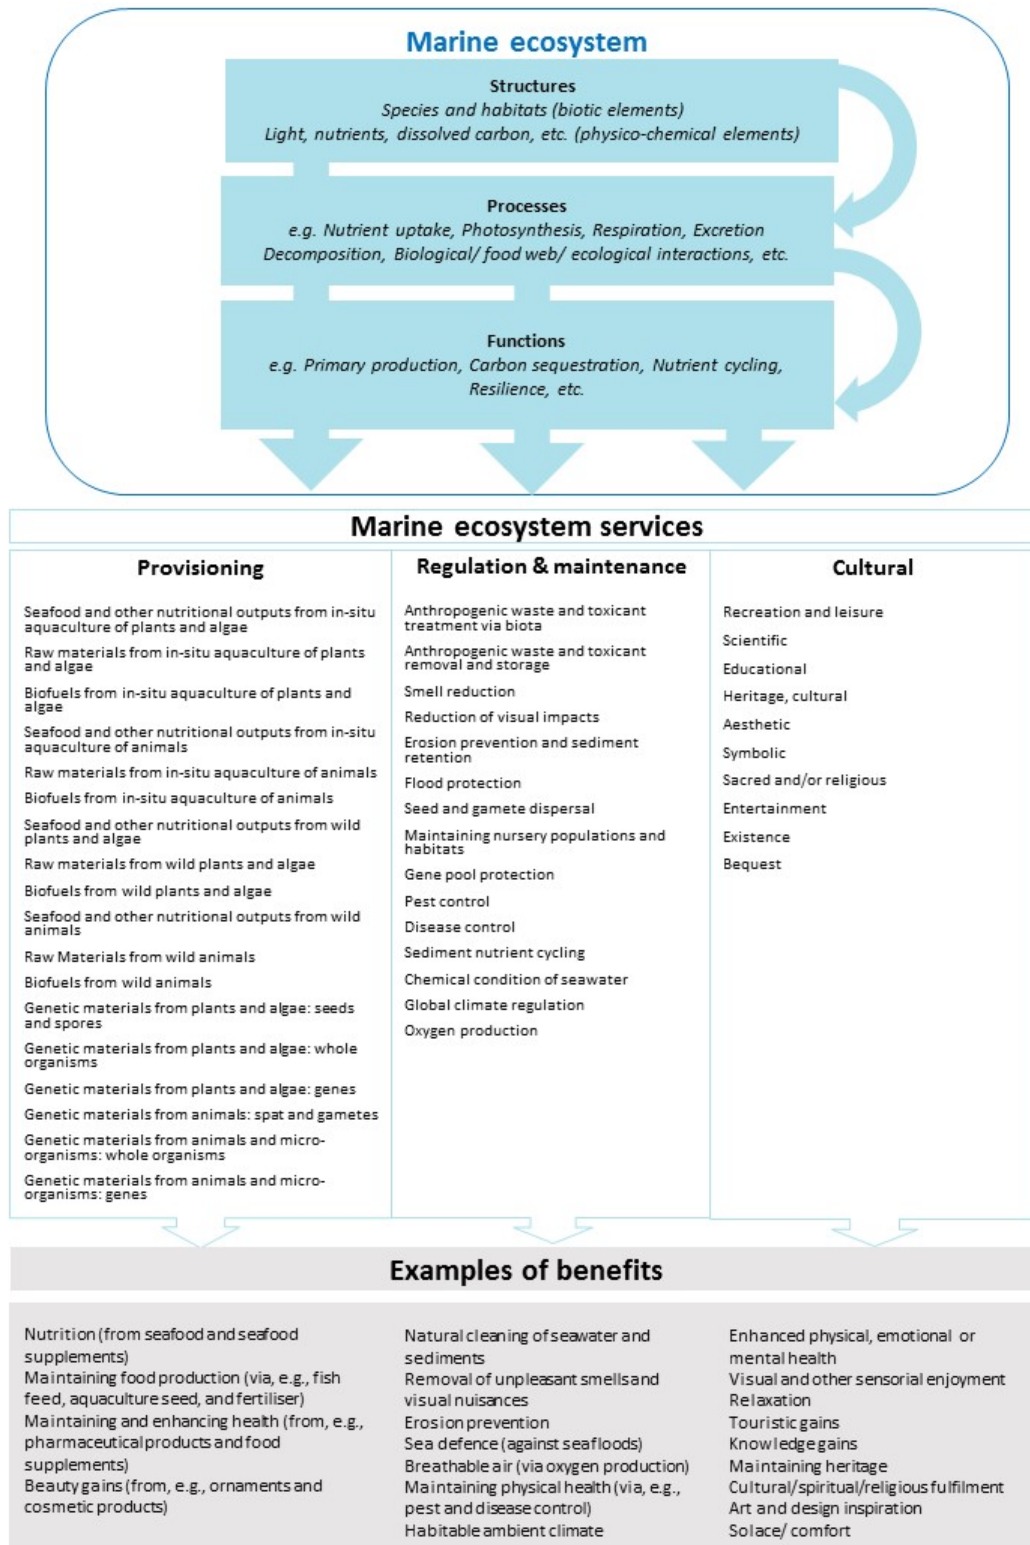 Marine ecosystem
Structures
Species and habitats (biotic elements)
Light, nutrients, dissolved carbon, etc. (physico-chemical elements)
Processes
e.g. Nutrient uptake, Photosynthesis, Respiration, Excretion
Decomposition, Biological/ food web/ ecological interactions, etc.
Functions
e.g. Primary production, Carbon sequestration, Nutrient cycling,
Resilience, etc.
Marine ecosystem services
Provisioning
Seafood and other nutritional outputs from in-situ
aquaculture of plants and algae
Raw materials from in-situ aquaculture of plants
and algae
Biofuels from in-situ aquaculture of plants and
algae
Seafood and other nutritional outputs from in-situ
aquaculture of animals
Raw materials from in-situ aquaculture of animals
Biofuels from in-situ aquaculture of animals
Seafood and other nutritional outputs from wild
plants and algae
Raw materials from wild plants and algae
Biofuels from wild plants and algae
Seafood and other nutritional outputs from wild
animals
Raw Materials from wild animals
Biofuels from wild animals
Genetic materials from plants and algae: seeds
and spores
Genetic materials from plants and algae: whole
organisms
Genetic materials from plants and algae: genes
Genetic materials from animals: spat and gametes
Genetic materials from animals and micro-
organisms: whole organisms
Genetic materials from animals and micro-
organisms: genes
Regulation & maintenance
Anthropogenic waste and toxicant
treatment via biota
Anthropogenic waste and toxicant
removal and storage
Smell reduction
Reduction of visual impacts
Erosion prevention and sediment
retention
Flood protection
Seed and gamete dispersal
Maintaining nursery populations and
habitats
Gene pool protection
Pest control
Disease control
Sediment nutrient cycling
Chemical condition of seawater
Global climate regulation
Oxygen production
Cultural
Recreation and leisure
Scientific
Educational
Heritage, cultural
Aesthetic
Symbolic
Sacred and/or religious
Entertainment
Existence
Bequest
Examples of benefits
Nutrition (from seafood and seafood
supplements)
Maintaining food production (via, e.g., fish
feed, aquaculture seed, and fertiliser)
Maintaining and enhancing health (from, e.g.,
pharmaceutical products and food
supplements)
Beauty gains (from, e.g., ornaments and
cosmetic products)
Natural cleaning of seawater and
sediments
Removal of unpleasant smells and
visual nuisances
Erosion prevention
Sea defence (against sea floods)
Breathable air (via oxygen production)
Maintaining physical health (via, e.g.,
pest and disease control)
Habitable ambient climate
Enhanced physical, emotional or
mental health
Visual and other sensorial enjoyment
Relaxation
Touristic gains
Knowledge gains
Maintaining heritage
Cultural/spiritual/religious fulfilment
Art and design inspiration
Solace/ comfort